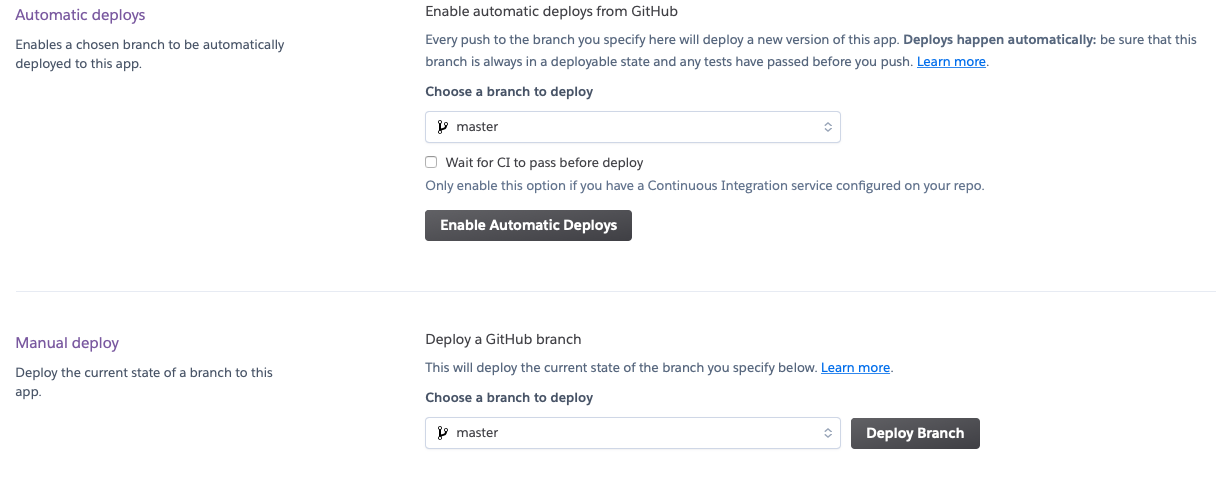 Automatic deploys
Enables a chosen branch to be automatically
deployed to this app.
Enable automatic deploys from GitHub
Every push to the branch you specify here will deploy a new version of this app. Deploys happen automatically: be sure that this
branch is always in a deployable state and any tests have passed before you push. Learn more.
Choose a branch to deploy
master
Wait for CI to pass before deploy
Only enable this option if you have a Continuous Integration service configured on your repo.
Enable Automatic Deploys
Manual deploy
Deploy the current state of a branch to this
app.
Deploy a GitHub branch
This will deploy the current state of the branch you specify below. Learn more.
Choose a branch to deploy
master
Deploy Branch